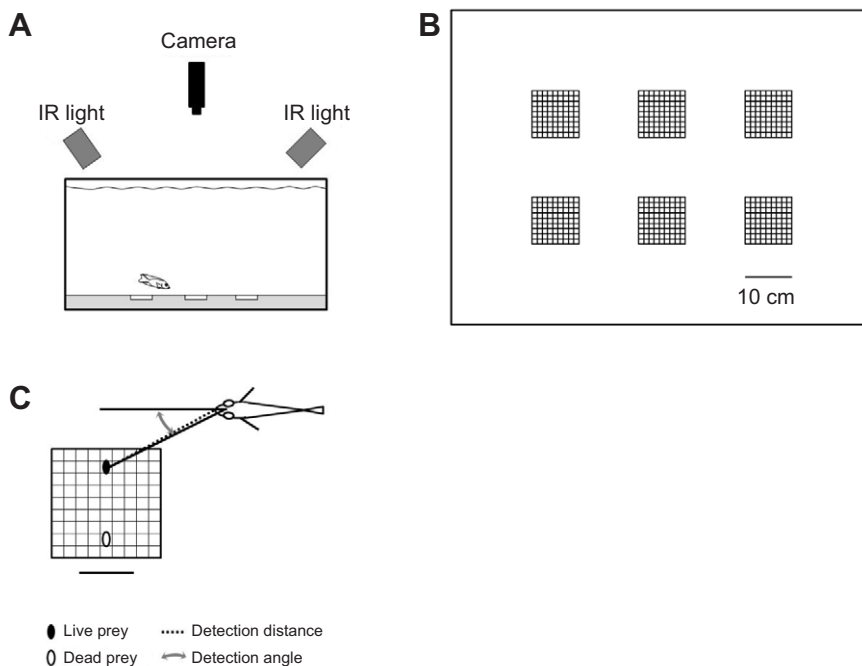 A
Camera
IR light
IR light
B
10 cm
C
Live prey
Detection distance
Dead prey
Detection angle